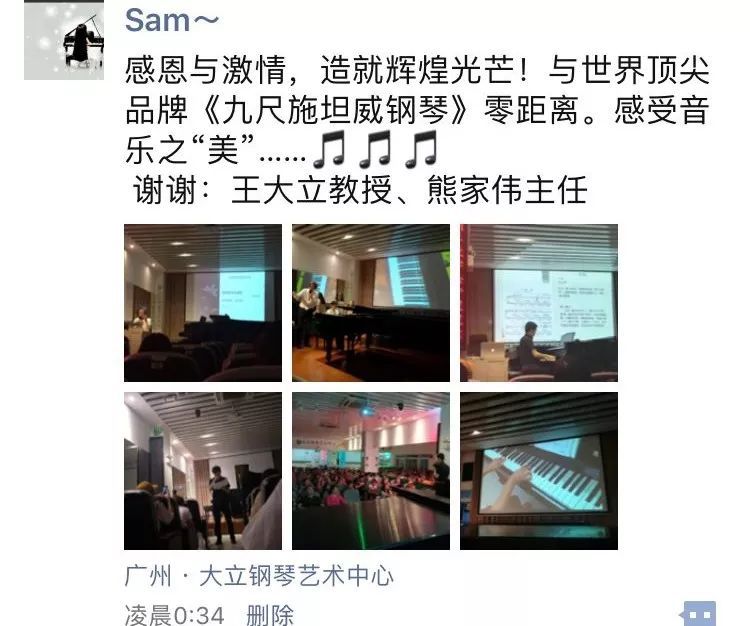 Sam～
感恩与激情，造就辉煌光芒！与世界顶尖
品牌《九尺施坦威钢琴》零距离。感受音
乐之“美”……🎵🎵🎵
谢谢：王大立教授、熊家伟主任
广州 · 大立钢琴艺术中心
凌晨0:34 删除